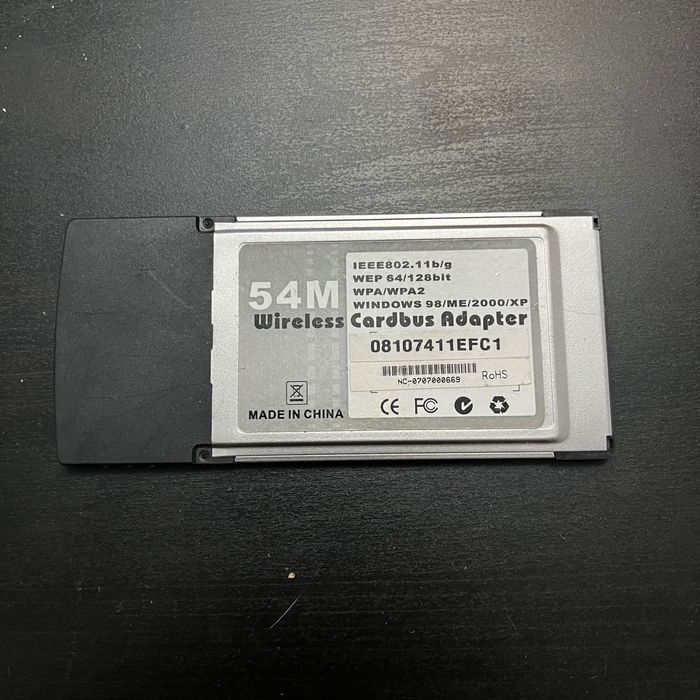 IEEE802.11b/g
WEP 64/128bit
WPA/WPA2
WINDOWS 98/ME/2000/XP
54M
Wireless Cardbus Adapter
08107411EFC1
NC-0707000669
RoHS
MADE IN CHINA
CE FC